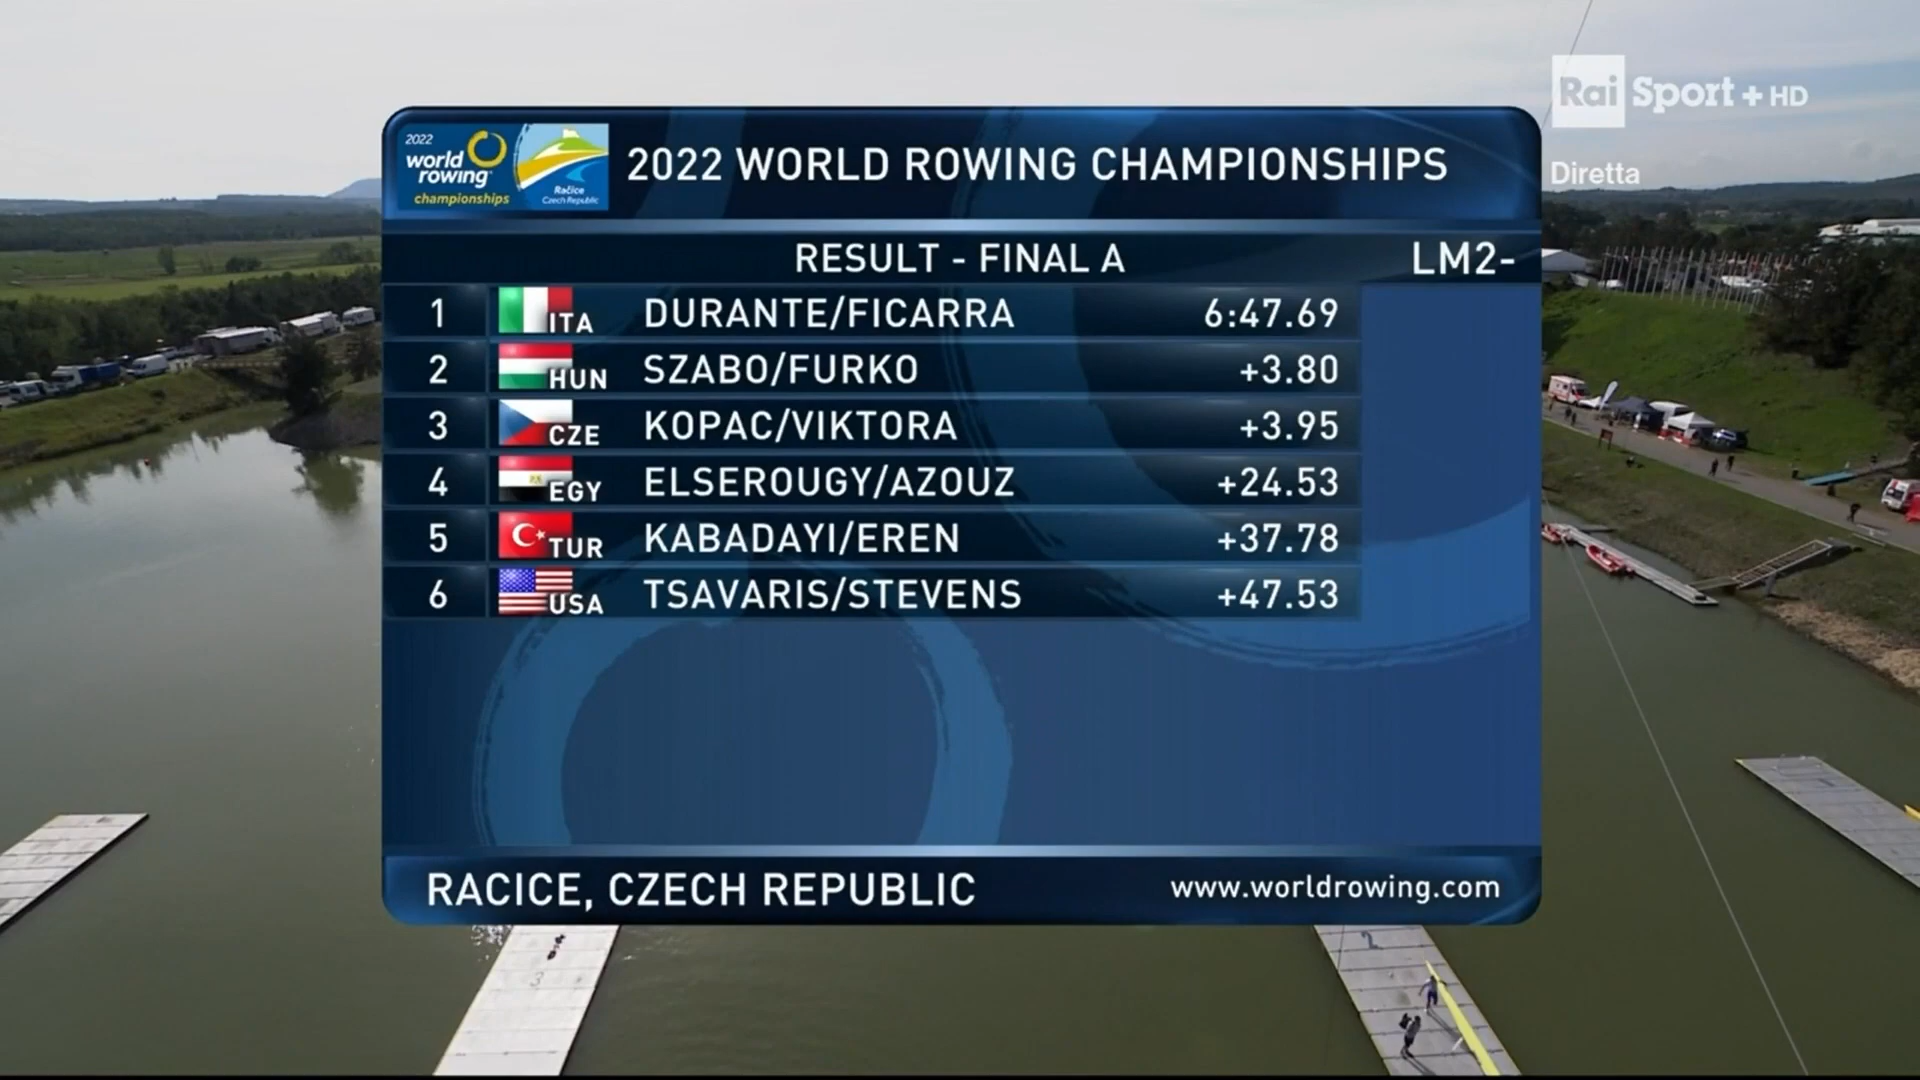 Rai Sport + HD
Diretta
2022
world
rowing
championships
Račice
Czech Republic
2022 WORLD ROWING CHAMPIONSHIPS
RESULT - FINAL A LM2-
1 ITA DURANTE/FICARRA 6:47.69
2 HUN SZABO/FURKO +3.80
3 CZE KOPAC/VIKTORA +3.95
4 EGY ELSEROUGY/AZOUZ +24.53
5 TUR KABADAYI/EREN +37.78
6 USA TSAVARIS/STEVENS +47.53
RACICE, CZECH REPUBLIC www.worldrowing.com
3
2